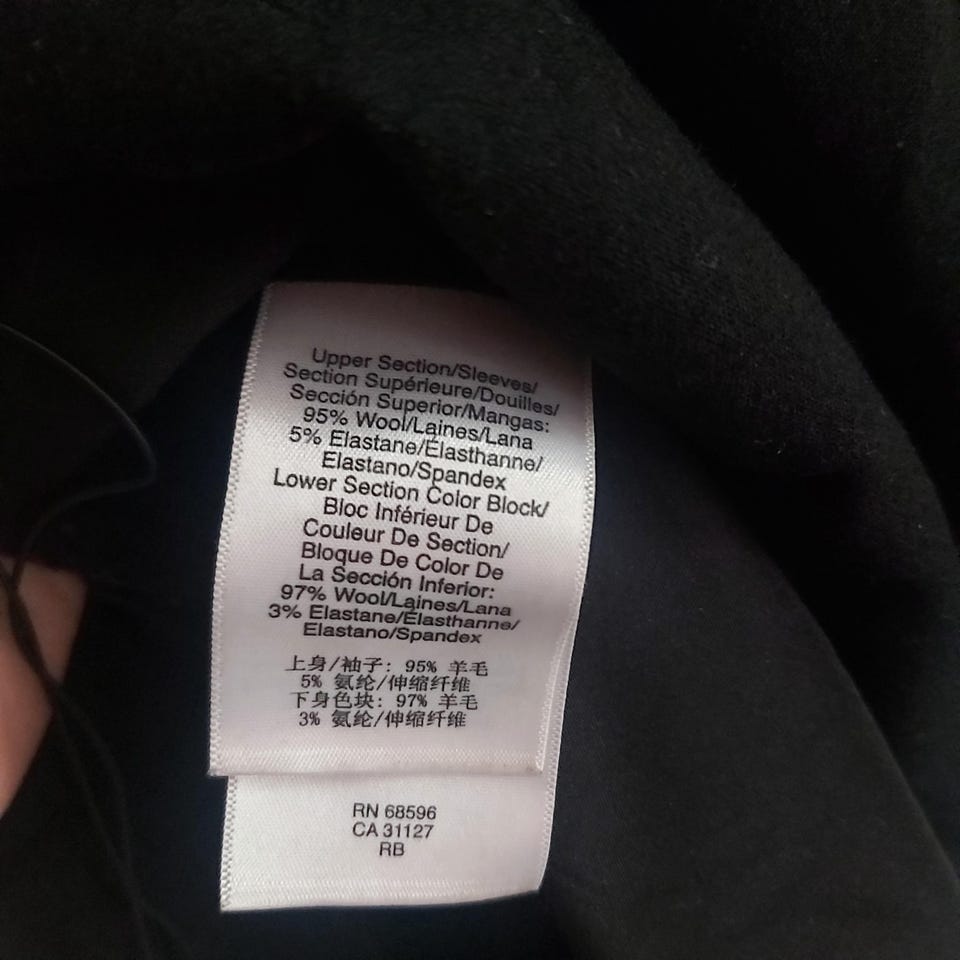 Upper Section/Sleeves/
Section Supérieure/Douilles/
Sección Superior/Mangas:
95% Wool/Laines/Lana
5% Elastane/Élasthanne/
Elastano/Spandex
Lower Section Color Block/
Bloc Inférieur De
Couleur De Section/
Bloque De Color De
La Sección Inferior:
97% Wool/Laines/Lana
3% Elastane/Élasthanne/
Elastano/Spandex
上身/袖子: 95% 羊毛
5% 氨纶/伸缩纤维
下身色块: 97% 羊毛
3% 氨纶/伸缩纤维
RN 68596
CA 31127
RB